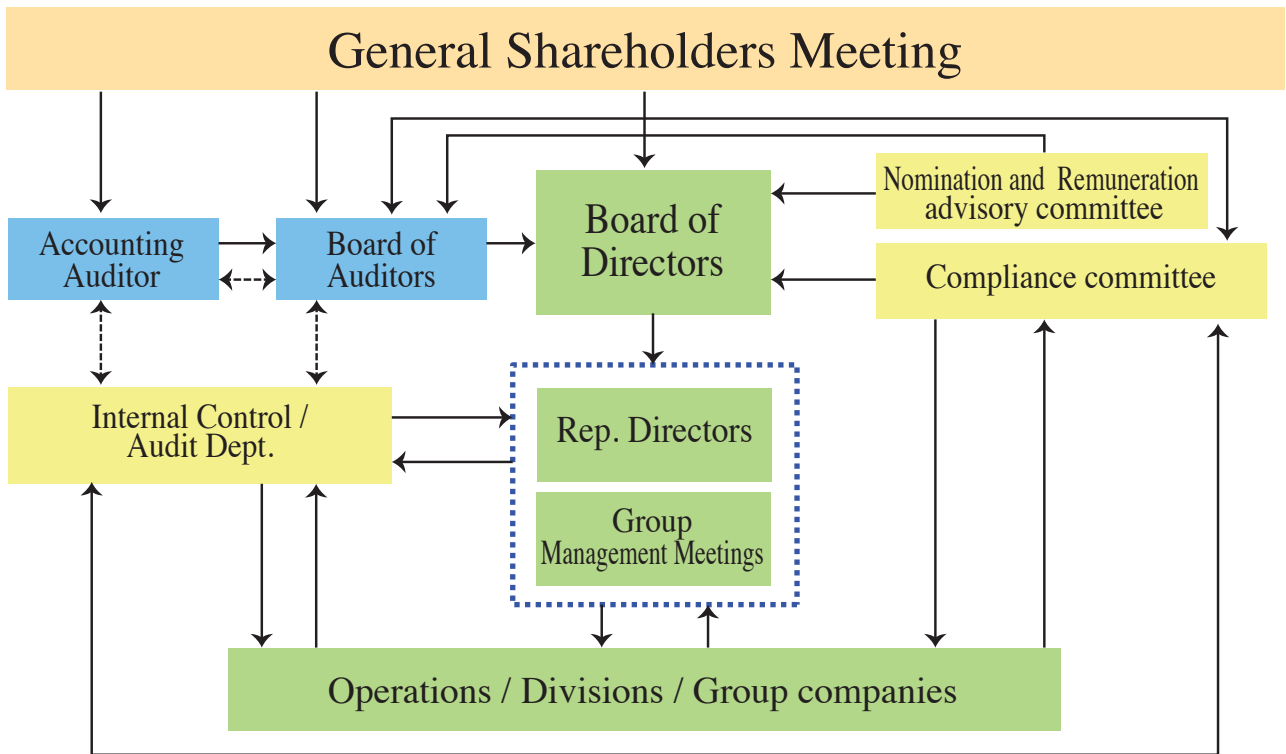 General Shareholders Meeting
Nomination and Remuneration
advisory committee
Accounting
Auditor
Board of
Auditors
Board of
Directors
Compliance committee
Internal Control /
Audit Dept.
Rep. Directors
Group
Management Meetings
Operations / Divisions / Group companies